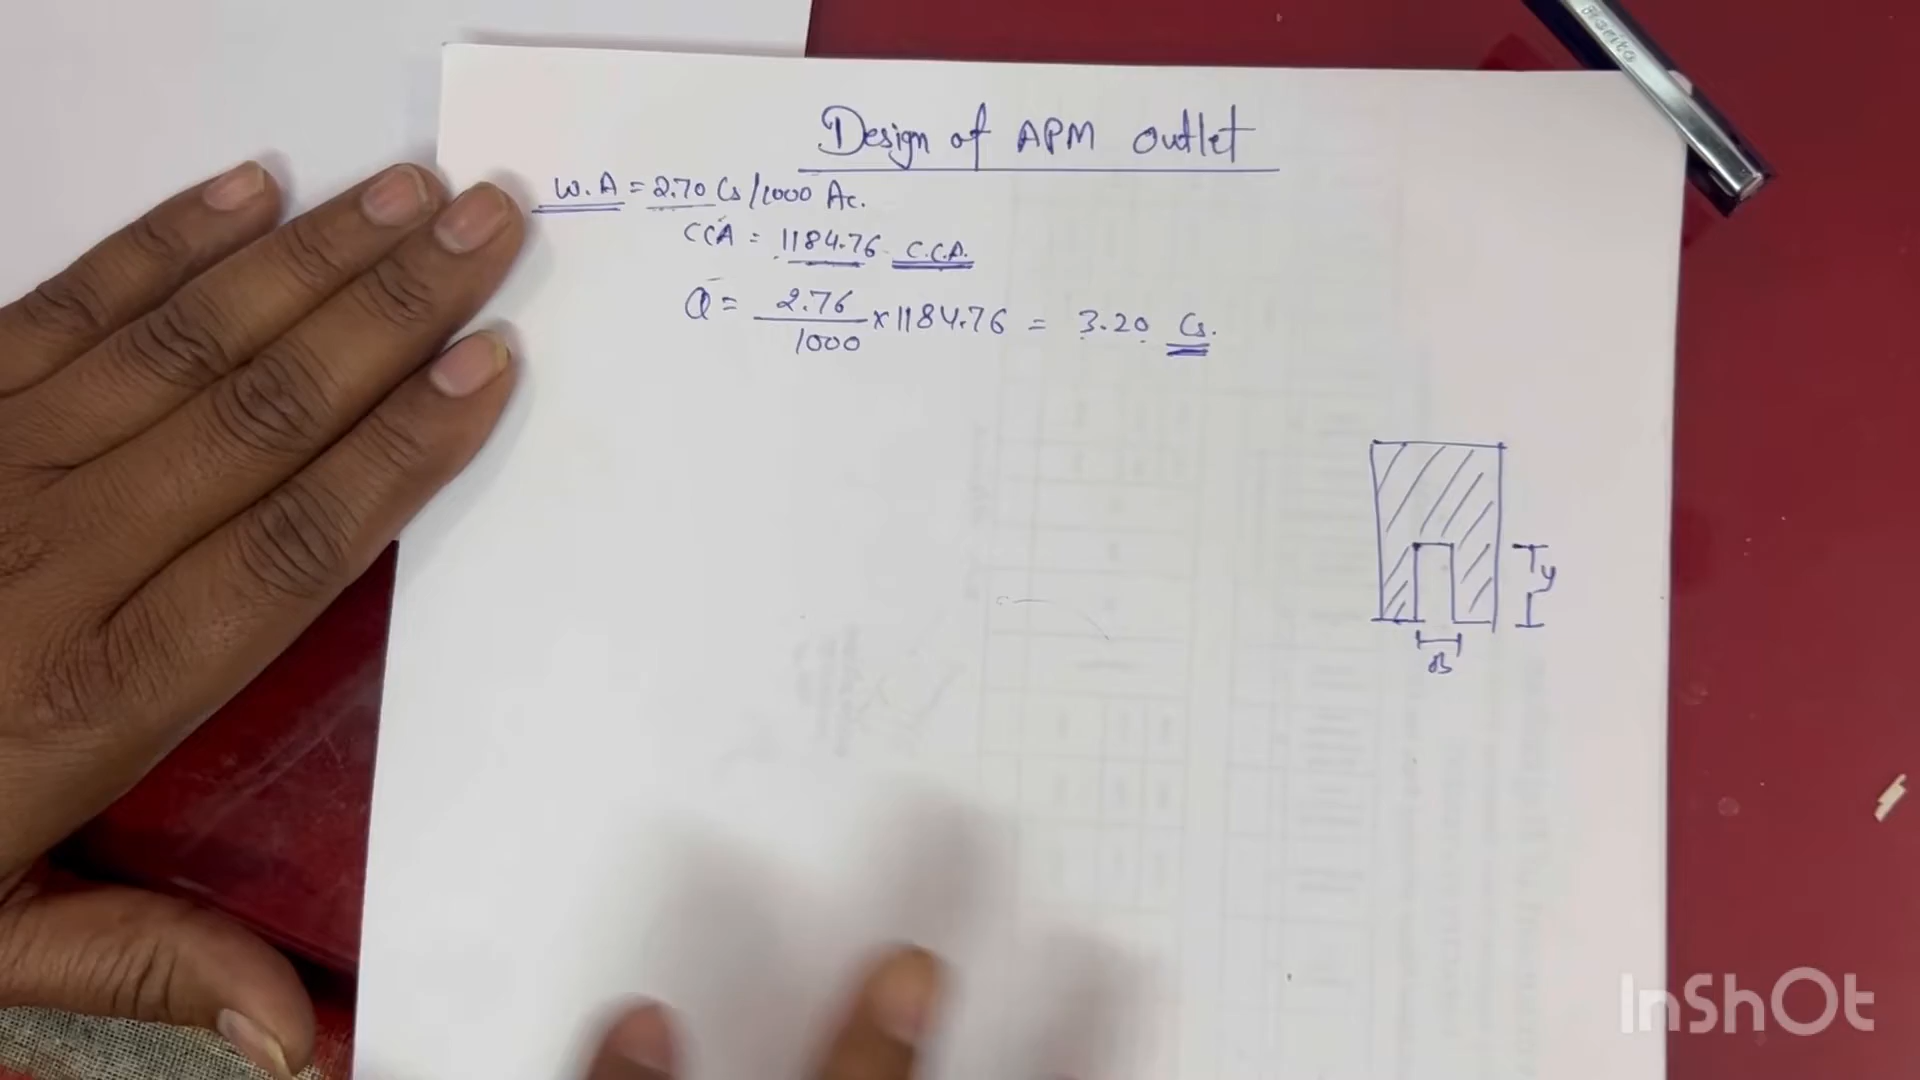 Design of APM Outlet
W.A = 2.70 Cs/1000 Ac.
CCA = 1184.76 C.C.A.
Q = 2.76/1000 × 1184.76 = 3.20 Cs.
y
B
InShOt